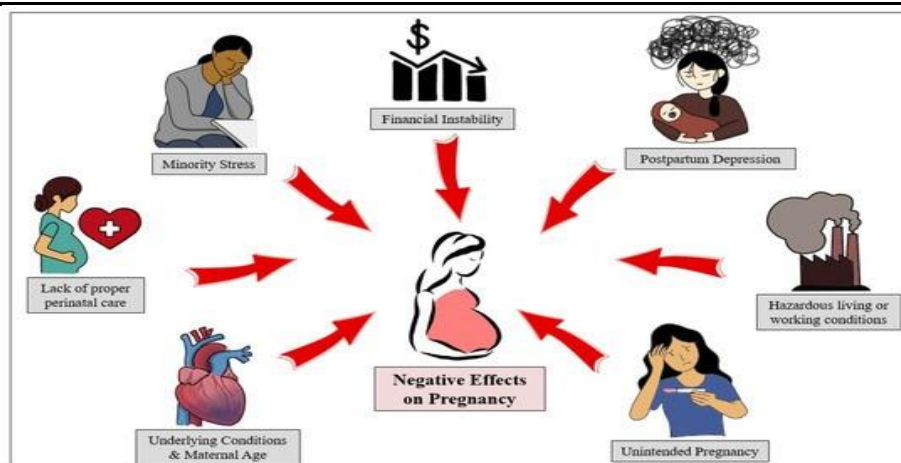 $
Financial Instability
Minority Stress
Postpartum Depression
Lack of proper
perinatal care
Hazardous living or
working conditions
Negative Effects
on Pregnancy
Underlying Conditions
& Maternal Age
Unintended Pregnancy